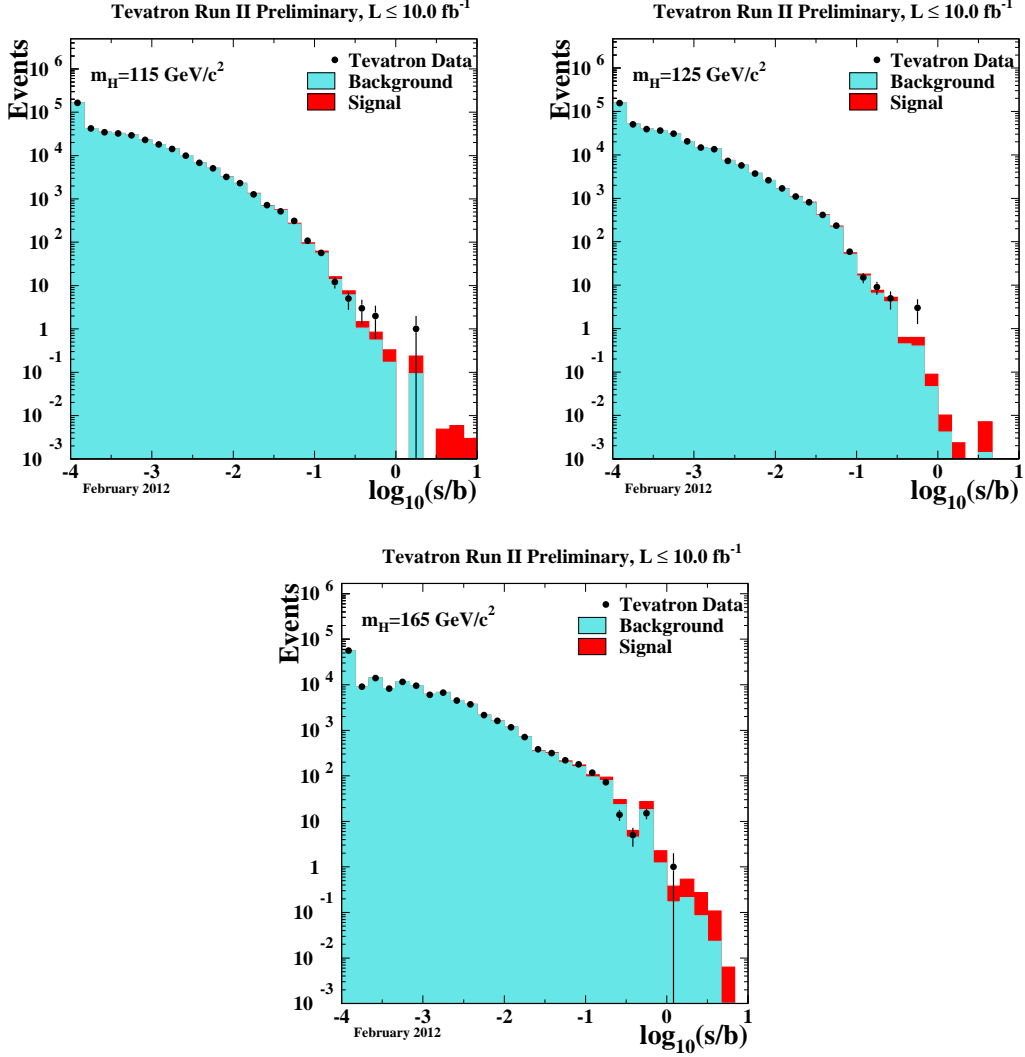 Tevatron Run II Preliminary, L ≤ 10.0 fb-1
Events
m_H=115 GeV/c2
Tevatron Data
Background
Signal
10 6
10 5
10 4
10 3
10 2
10
1
10 -1
10 -2
10 -3
-4 -3 -2 -1 0 1
February 2012
log10(s/b)
Tevatron Run II Preliminary, L ≤ 10.0 fb-1
Events
m_H=125 GeV/c2
Tevatron Data
Background
Signal
10 6
10 5
10 4
10 3
10 2
10
1
10 -1
10 -2
10 -3
-4 -3 -2 -1 0 1
February 2012
log10(s/b)
Tevatron Run II Preliminary, L ≤ 10.0 fb-1
Events
m_H=165 GeV/c2
Tevatron Data
Background
Signal
10 6
10 5
10 4
10 3
10 2
10
1
10 -1
10 -2
10 -3
-4 -3 -2 -1 0 1
February 2012
log10(s/b)